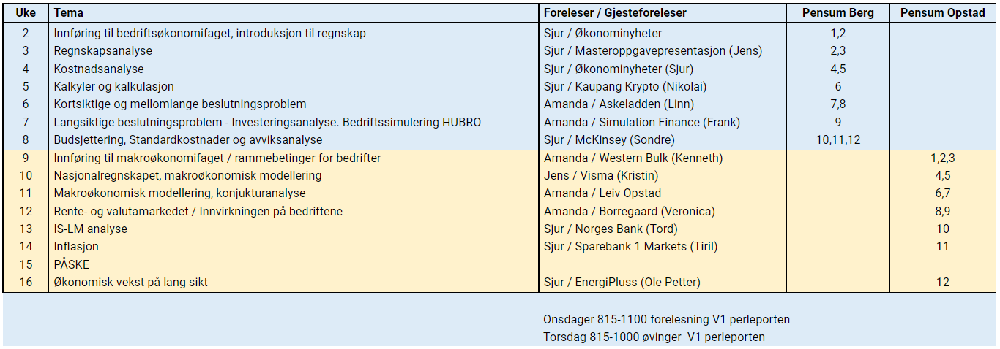 Uke Tema Foreleser / Gjesteforeleser Pensum Berg Pensum Opstad
2 Innføring til bedriftsøkonomifaget, introduksjon til regnskap Sjur / Økonominyheter 1,2
3 Regnskapsanalyse Sjur / Masteroppgavepresentasjon (Jens) 2,3
4 Kostnadsanalyse Sjur / Økonominyheter (Sjur) 4,5
5 Kalkyler og kalkulasjon Sjur / Kaupang Krypto (Nikolai) 6
6 Kortsiktige og mellomlange beslutningsproblem Amanda / Askeladden (Linn) 7,8
7 Langsiktige beslutningsproblem - Investeringsanalyse. Bedriftssimulering HUBRO Amanda / Simulation Finance (Frank) 9
8 Budsjettering, Standardkostnader og avviksanalyse Sjur / McKinsey (Sondre) 10,11,12
9 Innføring til makroøkonomifaget / rammebetinger for bedrifter Amanda / Western Bulk (Kenneth) 1,2,3
10 Nasjonalregnskapet, makroøkonomisk modellering Jens / Visma (Kristin) 4,5
11 Makroøkonomisk modellering, konjukturanalyse Amanda / Leiv Opstad 6,7
12 Rente- og valutamarkedet / Innvirkningen på bedriftene Amanda / Borregaard (Veronica) 8,9
13 IS-LM analyse Sjur / Norges Bank (Tord) 10
14 Inflasjon Sjur / Sparebank 1 Markets (Tiril) 11
15 PÅSKE
16 Økonomisk vekst på lang sikt Sjur / EnergiPluss (Ole Petter) 12
Onsdager 815-1100 forelesning V1 perleporten
Torsdag 815-1000 øvinger V1 perleporten